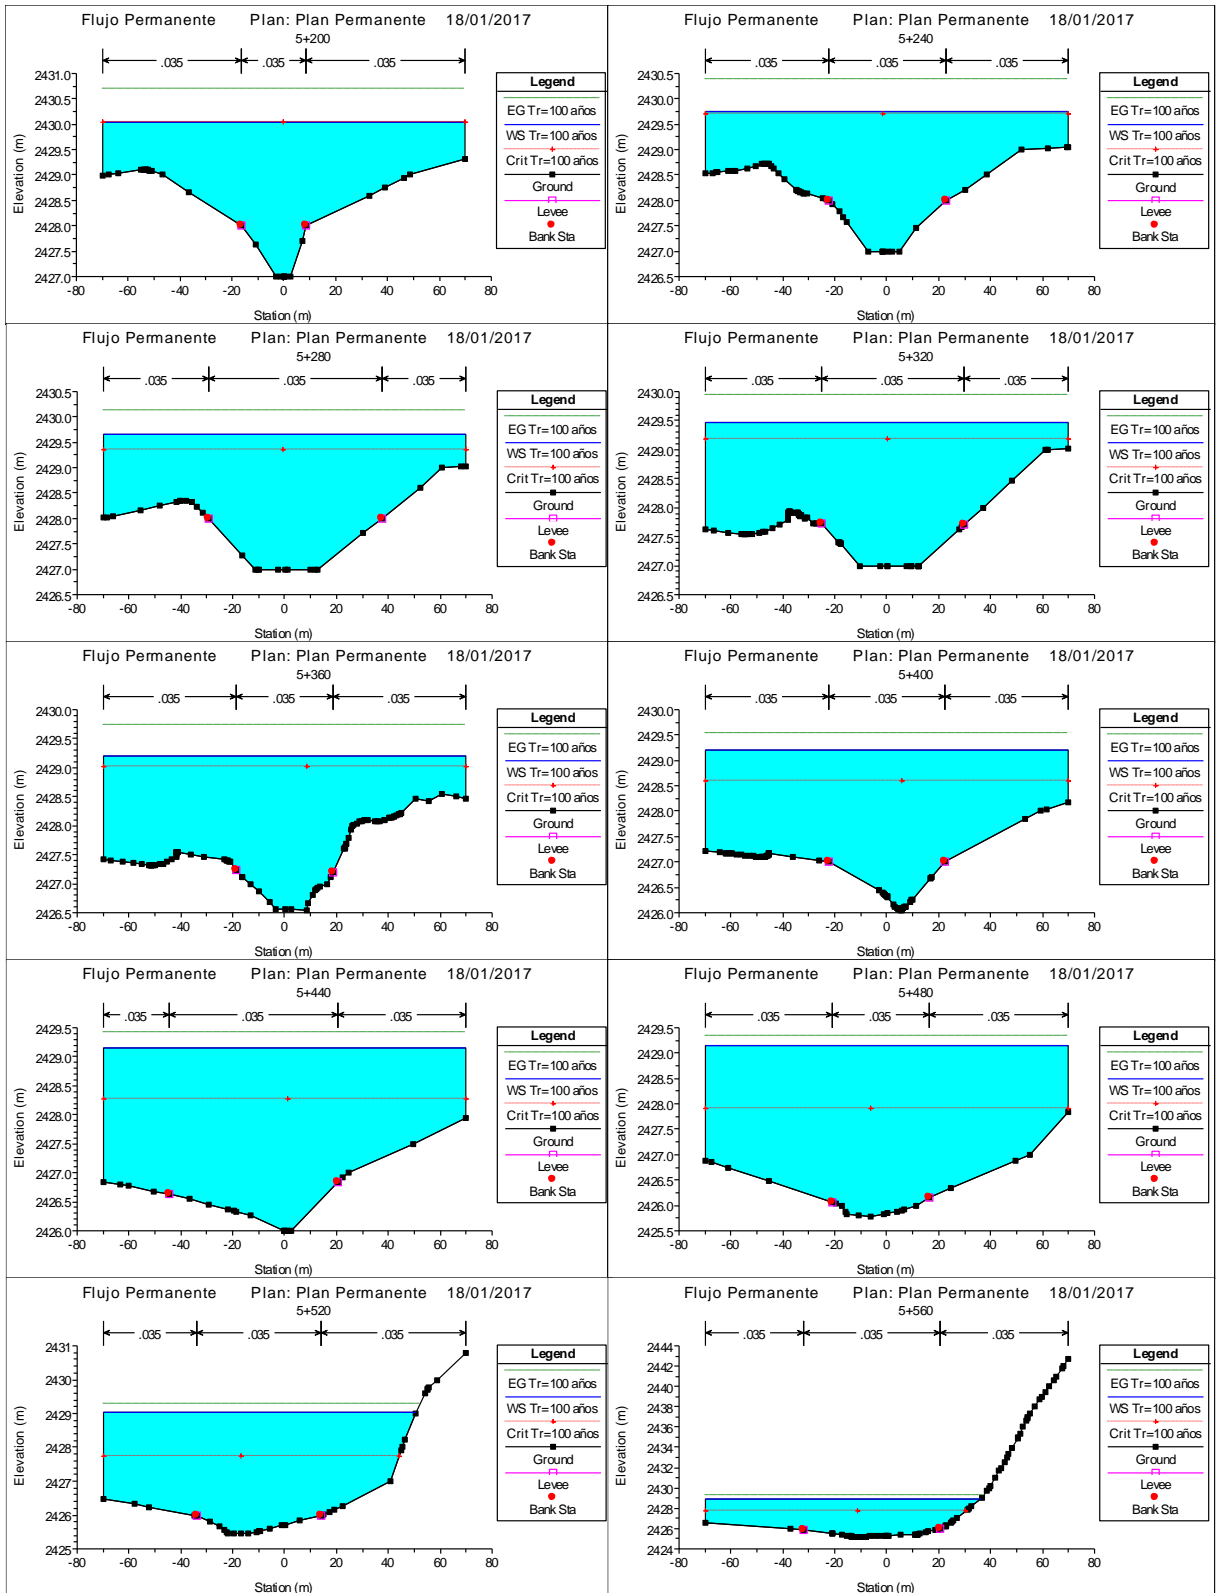 Flujo Permanente Plan: Plan Permanente 18/01/2017
5+200
.035 .035 .035
2431.0
2430.5
2430.0
2429.5
2429.0
2428.5
2428.0
2427.5
2427.0
Elevation (m)
-80 -60 -40 -20 0 20 40 60 80
Station (m)
Legend
EG Tr=100 años
WS Tr=100 años
Crit Tr=100 años
Ground
Levee
Bank Sta
Flujo Permanente Plan: Plan Permanente 18/01/2017
5+240
.035 .035 .035
2430.5
2430.0
2429.5
2429.0
2428.5
2428.0
2427.5
2427.0
2426.5
Elevation (m)
-80 -60 -40 -20 0 20 40 60 80
Station (m)
Legend
EG Tr=100 años
WS Tr=100 años
Crit Tr=100 años
Ground
Levee
Bank Sta
Flujo Permanente Plan: Plan Permanente 18/01/2017
5+280
.035 .035 .035
2430.5
2430.0
2429.5
2429.0
2428.5
2428.0
2427.5
2427.0
2426.5
Elevation (m)
-80 -60 -40 -20 0 20 40 60 80
Station (m)
Legend
EG Tr=100 años
WS Tr=100 años
Crit Tr=100 años
Ground
Levee
Bank Sta
Flujo Permanente Plan: Plan Permanente 18/01/2017
5+320
.035 .035 .035
2430.0
2429.5
2429.0
2428.5
2428.0
2427.5
2427.0
2426.5
Elevation (m)
-80 -60 -40 -20 0 20 40 60 80
Station (m)
Legend
EG Tr=100 años
WS Tr=100 años
Crit Tr=100 años
Ground
Levee
Bank Sta
Flujo Permanente Plan: Plan Permanente 18/01/2017
5+360
.035 .035 .035
2430.0
2429.5
2429.0
2428.5
2428.0
2427.5
2427.0
2426.5
Elevation (m)
-80 -60 -40 -20 0 20 40 60 80
Station (m)
Legend
EG Tr=100 años
WS Tr=100 años
Crit Tr=100 años
Ground
Levee
Bank Sta
Flujo Permanente Plan: Plan Permanente 18/01/2017
5+400
.035 .035 .035
2430.0
2429.5
2429.0
2428.5
2428.0
2427.5
2427.0
2426.5
2426.0
Elevation (m)
-80 -60 -40 -20 0 20 40 60 80
Station (m)
Legend
EG Tr=100 años
WS Tr=100 años
Crit Tr=100 años
Ground
Levee
Bank Sta
Flujo Permanente Plan: Plan Permanente 18/01/2017
5+440
.035 .035 .035
2429.5
2429.0
2428.5
2428.0
2427.5
2427.0
2426.5
2426.0
Elevation (m)
-80 -60 -40 -20 0 20 40 60 80
Station (m)
Legend
EG Tr=100 años
WS Tr=100 años
Crit Tr=100 años
Ground
Levee
Bank Sta
Flujo Permanente Plan: Plan Permanente 18/01/2017
5+480
.035 .035 .035
2429.5
2429.0
2428.5
2428.0
2427.5
2427.0
2426.5
2426.0
2425.5
Elevation (m)
-80 -60 -40 -20 0 20 40 60 80
Station (m)
Legend
EG Tr=100 años
WS Tr=100 años
Crit Tr=100 años
Ground
Levee
Bank Sta
Flujo Permanente Plan: Plan Permanente 18/01/2017
5+520
.035 .035 .035
2431
2430
2429
2428
2427
2426
2425
Elevation (m)
-80 -60 -40 -20 0 20 40 60 80
Station (m)
Legend
EG Tr=100 años
WS Tr=100 años
Crit Tr=100 años
Ground
Levee
Bank Sta
Flujo Permanente Plan: Plan Permanente 18/01/2017
5+560
.035 .035 .035
2444
2442
2440
2438
2436
2434
2432
2430
2428
2426
2424
Elevation (m)
-80 -60 -40 -20 0 20 40 60 80
Station (m)
Legend
EG Tr=100 años
WS Tr=100 años
Crit Tr=100 años
Ground
Levee
Bank Sta